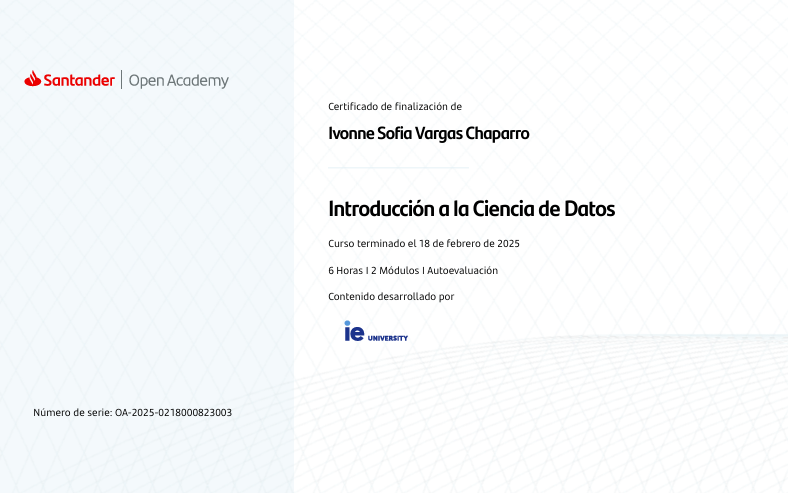 Santander | Open Academy
Certificado de finalización de
Ivonne Sofia Vargas Chaparro
Introducción a la Ciencia de Datos
Curso terminado el 18 de febrero de 2025
6 Horas I 2 Módulos I Autoevaluación
Contenido desarrollado por
ie UNIVERSITY
Número de serie: OA-2025-0218000823003